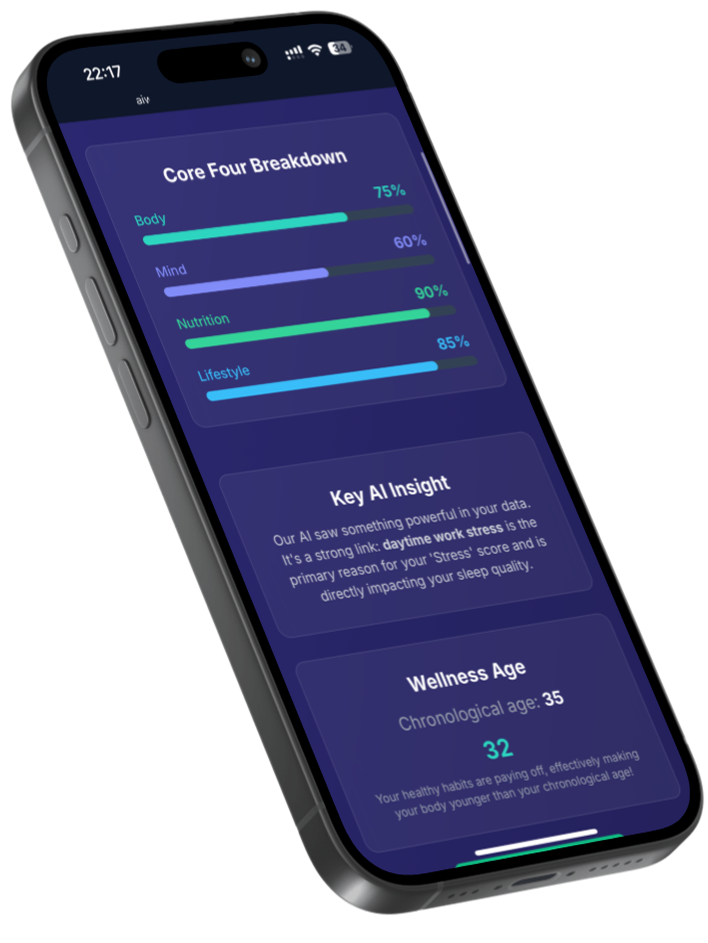 22:17
34
aiv
Core Four Breakdown
Body 75%
Mind 60%
Nutrition 90%
Lifestyle 85%
Key AI Insight
Our AI saw something powerful in your data.
It's a strong link: daytime work stress is the
primary reason for your 'Stress' score and is
directly impacting your sleep quality.
Wellness Age
Chronological age: 35
32
Your healthy habits are paying off, effectively making
your body younger than your chronological age!